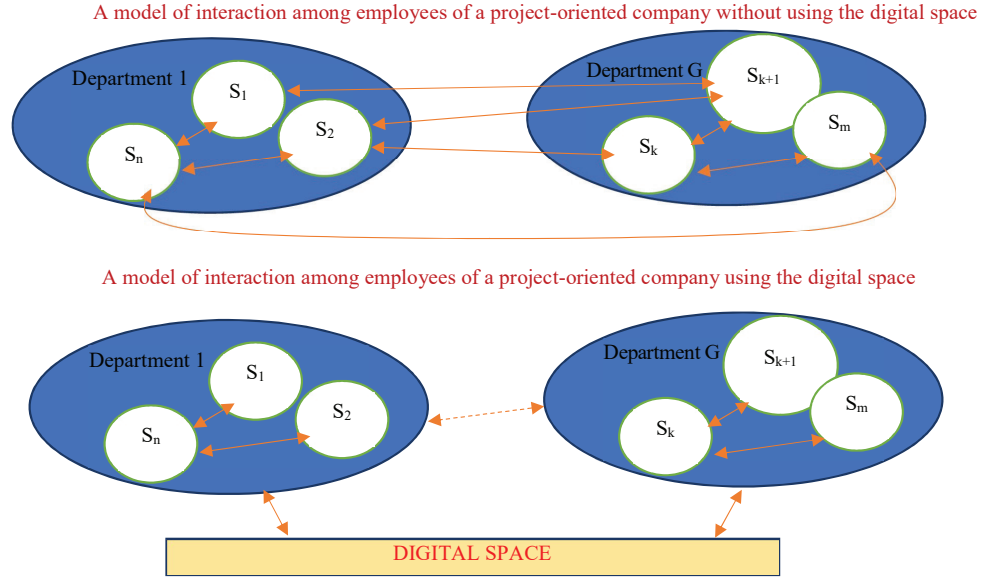 A model of interaction among employees of a project-oriented company without using the digital space
Department 1
S1
S2
Sn
Department G
Sk+1
Sm
Sk
A model of interaction among employees of a project-oriented company using the digital space
Department 1
S1
S2
Sn
Department G
Sk+1
Sm
Sk
DIGITAL SPACE